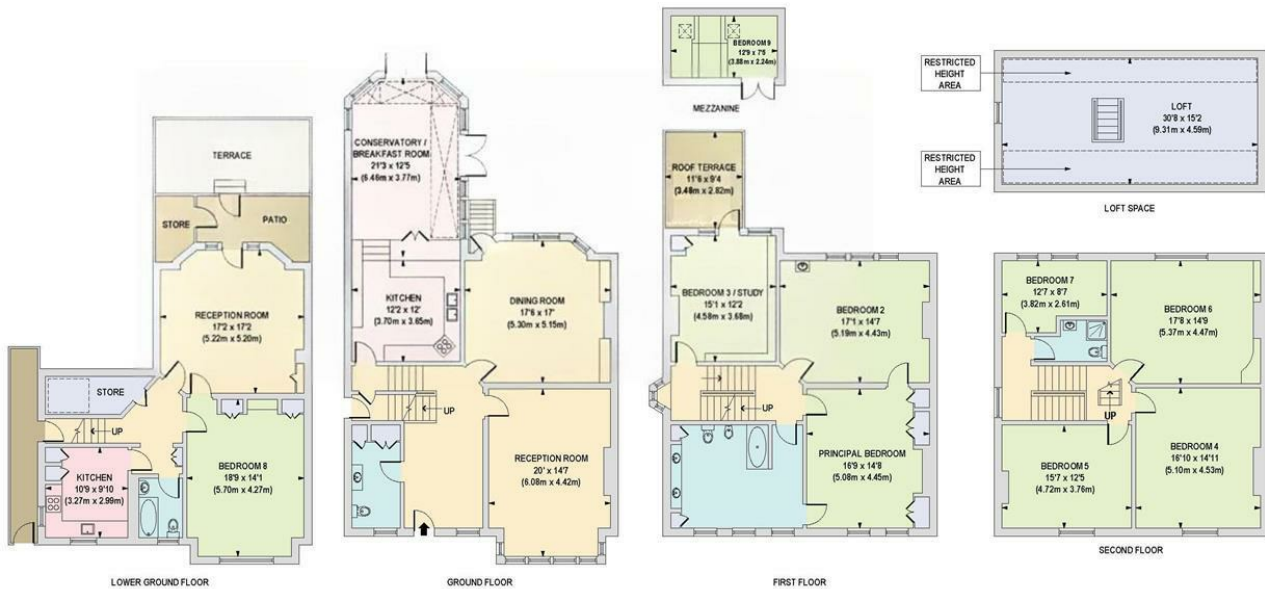 TERRACE
STORE
PATIO
RECEPTION ROOM
17'2 x 17'2
(5.22m x 5.20m)
STORE
UP
KITCHEN
10'9 x 9'10
(3.27m x 2.99m)
BEDROOM 8
18'9 x 14'1
(5.70m x 4.27m)
LOWER GROUND FLOOR
CONSERVATORY /
BREAKFAST ROOM
21'3 x 12'5
(6.46m x 3.77m)
KITCHEN
12'2 x 12'
(3.70m x 3.65m)
DINING ROOM
17'6 x 17'
(5.30m x 5.15m)
UP
RECEPTION ROOM
20' x 14'7
(6.08m x 4.42m)
GROUND FLOOR
BEDROOM 9
12'9 x 7'6
(3.88m x 2.24m)
MEZZANINE
ROOF TERRACE
11'6 x 9'4
(3.48m x 2.82m)
BEDROOM 3 / STUDY
15'1 x 12'2
(4.58m x 3.68m)
BEDROOM 2
17'1 x 14'7
(5.19m x 4.43m)
PRINCIPAL BEDROOM
16'9 x 14'8
(5.08m x 4.45m)
FIRST FLOOR
RESTRICTED
HEIGHT
AREA
LOFT
30'8 x 15'2
(9.31m x 4.59m)
RESTRICTED
HEIGHT
AREA
LOFT SPACE
BEDROOM 7
12'7 x 8'7
(3.82m x 2.61m)
BEDROOM 6
17'8 x 14'9
(5.37m x 4.47m)
UP
BEDROOM 5
15'7 x 12'5
(4.72m x 3.76m)
BEDROOM 4
16'10 x 14'11
(5.10m x 4.53m)
SECOND FLOOR